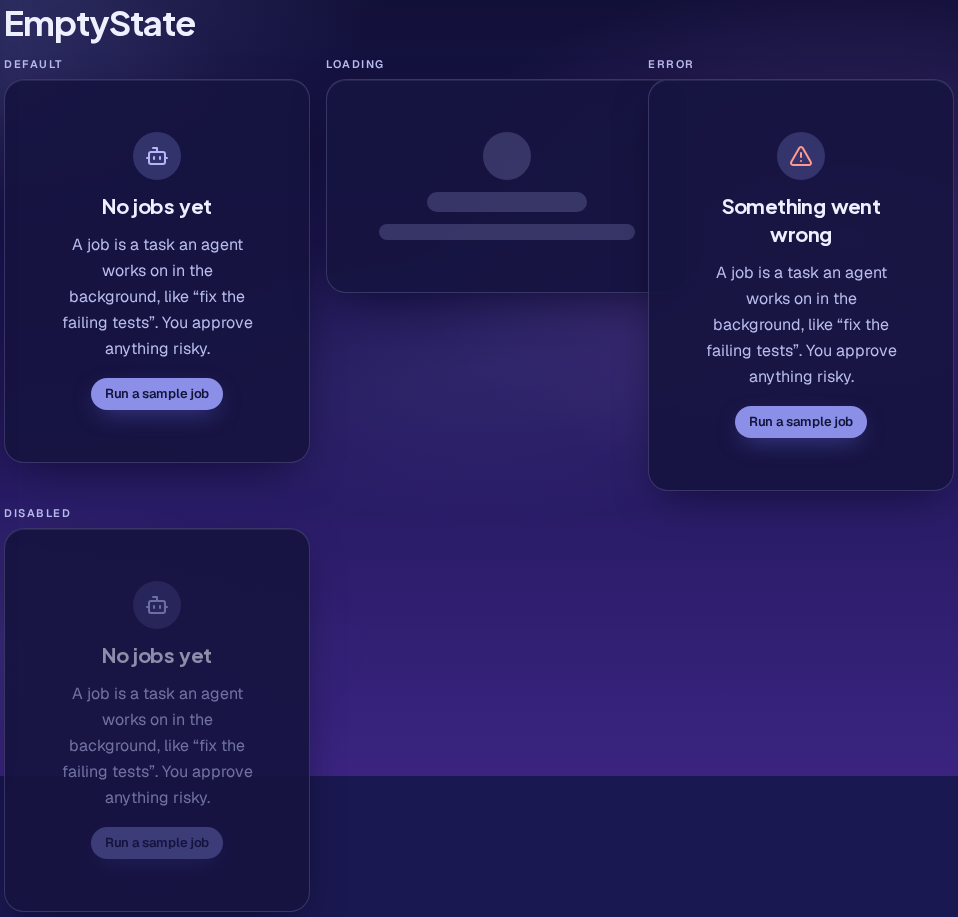 EmptyState
DEFAULT
LOADING
ERROR
No jobs yet
A job is a task an agent
works on in the
background, like “fix the
failing tests”. You approve
anything risky.
Run a sample job
Something went
wrong
A job is a task an agent
works on in the
background, like “fix the
failing tests”. You approve
anything risky.
Run a sample job
DISABLED
No jobs yet
A job is a task an agent
works on in the
background, like “fix the
failing tests”. You approve
anything risky.
Run a sample job